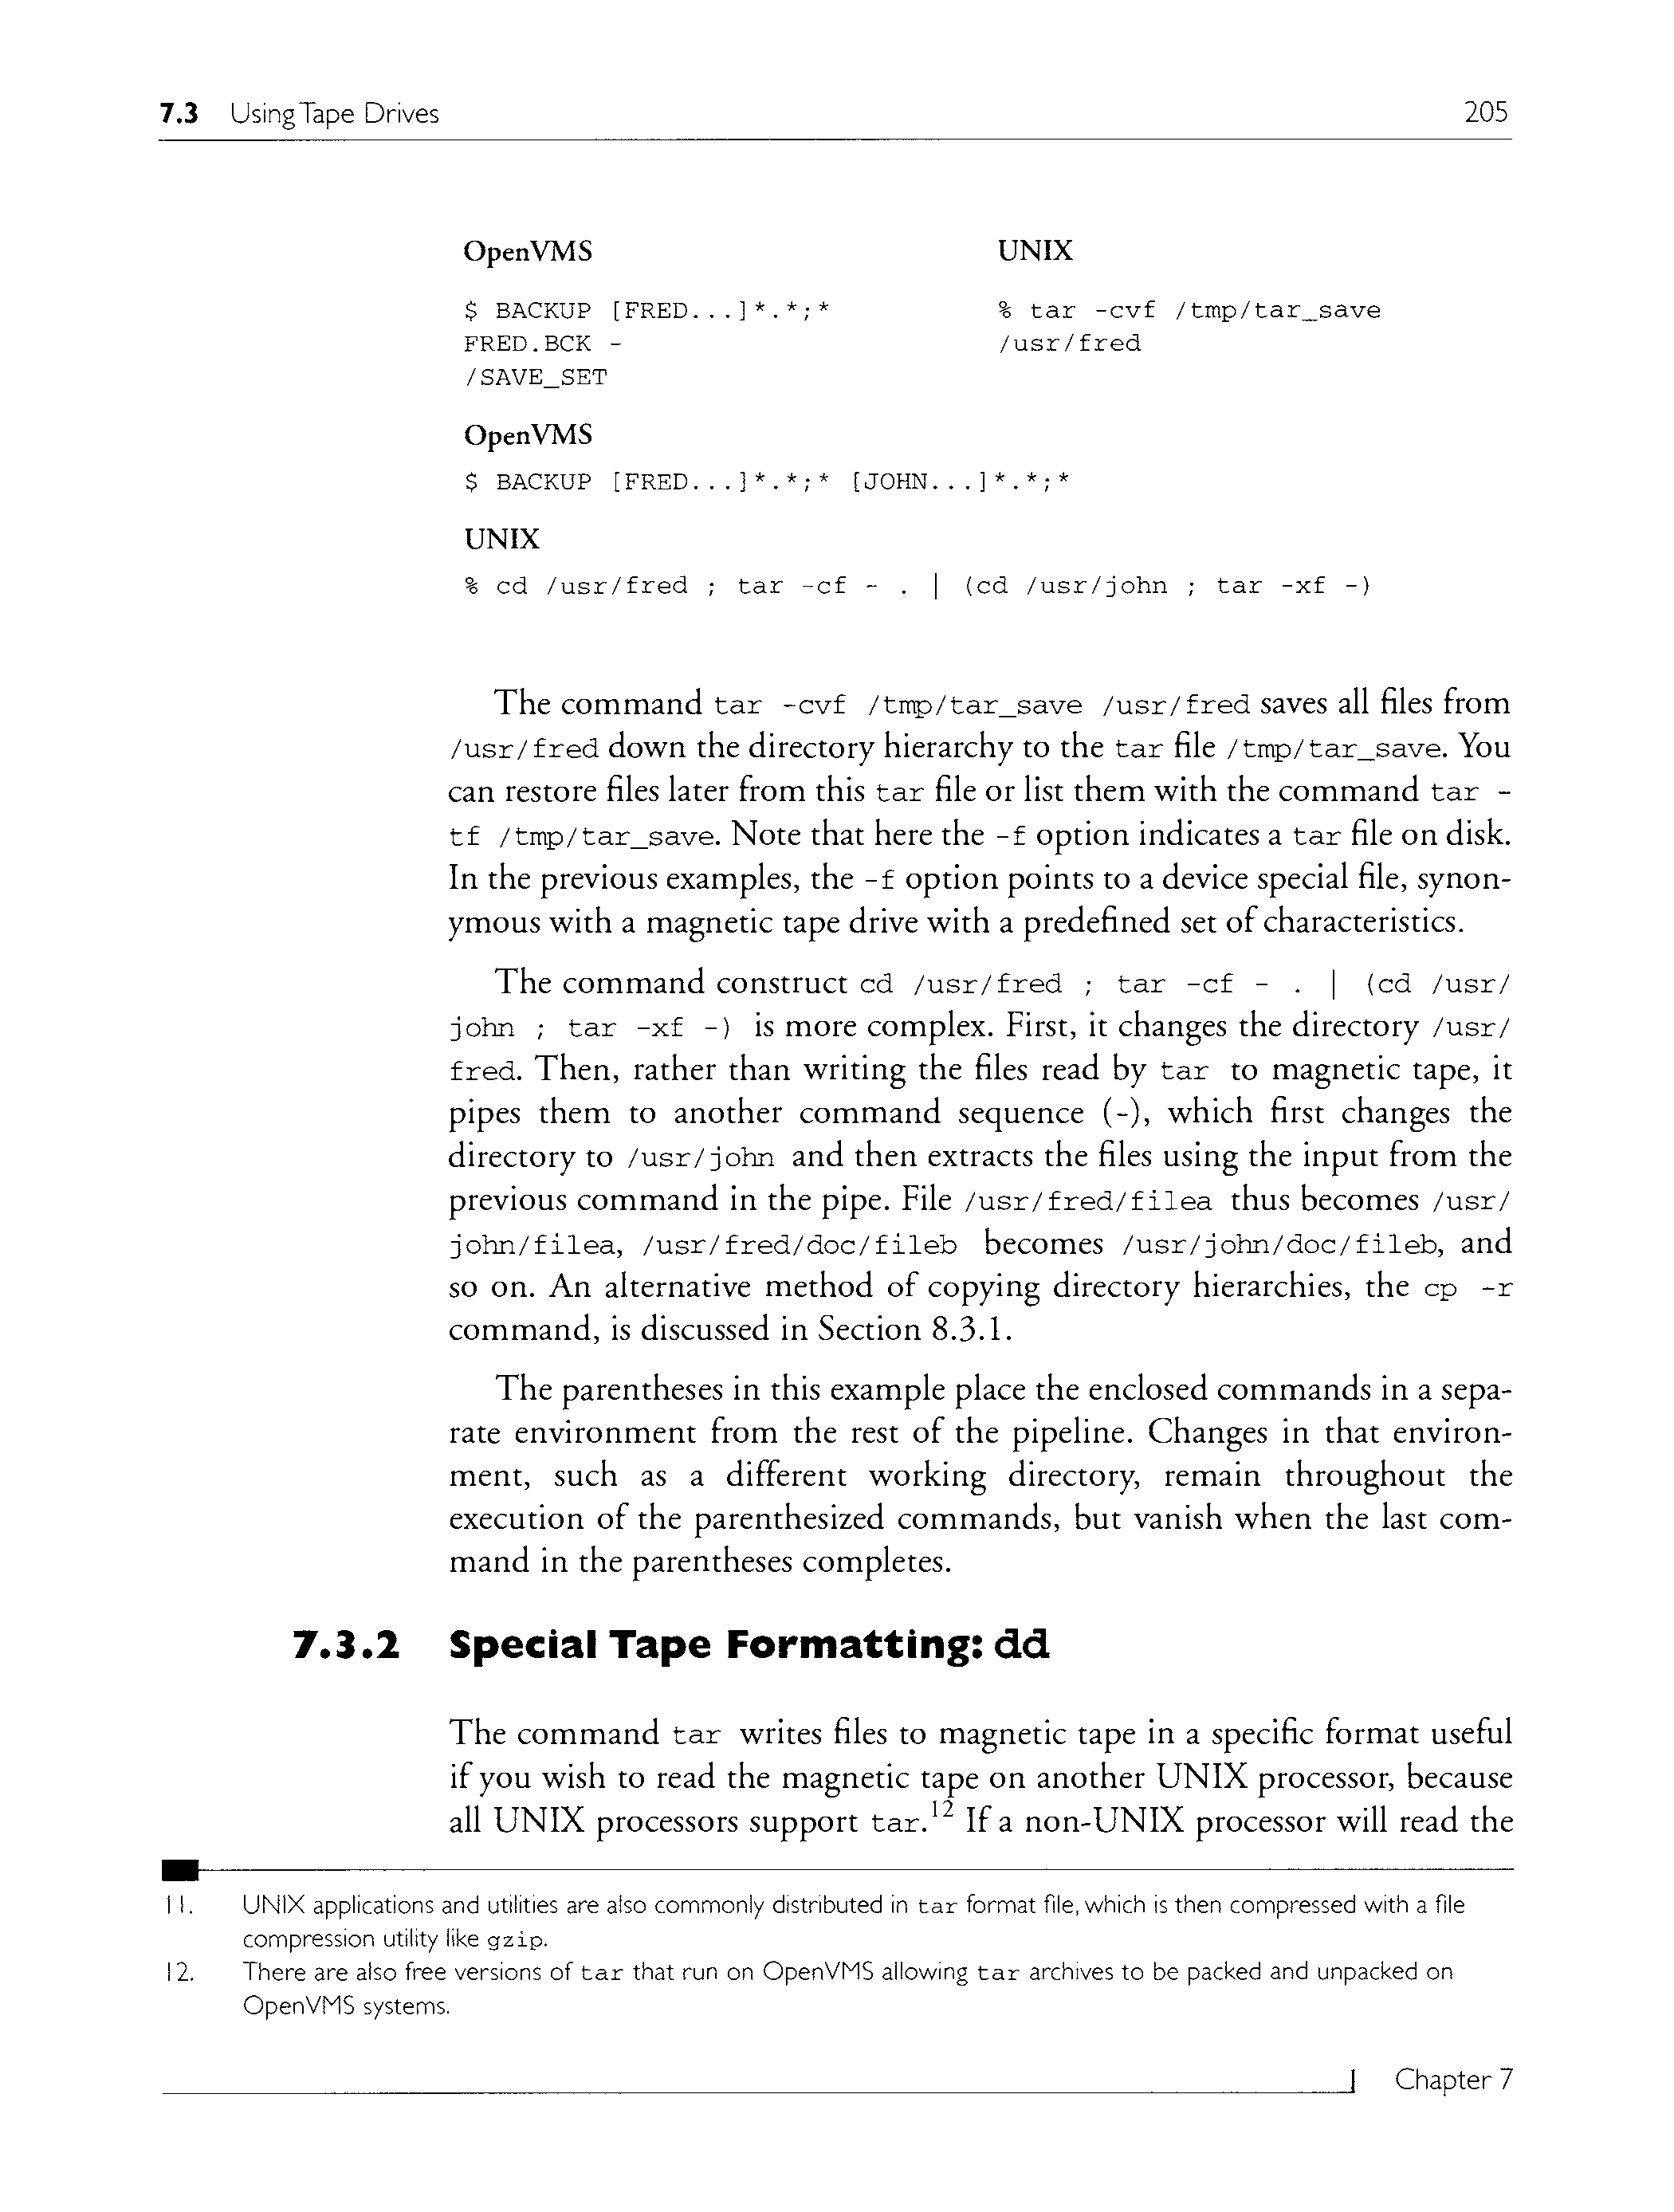 7.3 Using Tape Drives 205
OpenVMS UNIX
$ BACKUP [FRED...]*.*;* % tar -cvf /tmp/tar_save
FRED.BCK - /usr/fred
/SAVE_SET
OpenVMS
$ BACKUP [FRED...]*.*;* [JOHN...]*.*;*
UNIX
% cd /usr/fred ; tar -cf - . | (cd /usr/john ; tar -xf -)
The command tar -cvf /tmp/tar_save /usr/fred saves all files from
/usr/fred down the directory hierarchy to the tar file /tmp/tar_save. You
can restore files later from this tar file or list them with the command tar -
tf /tmp/tar_save. Note that here the -f option indicates a tar file on disk.
In the previous examples, the -f option points to a device special file, synon-
ymous with a magnetic tape drive with a predefined set of characteristics.
The command construct cd /usr/fred ; tar -cf - . | (cd /usr/
john ; tar -xf -) is more complex. First, it changes the directory /usr/
fred. Then, rather than writing the files read by tar to magnetic tape, it
pipes them to another command sequence (-), which first changes the
directory to /usr/john and then extracts the files using the input from the
previous command in the pipe. File /usr/fred/filea thus becomes /usr/
john/filea, /usr/fred/doc/fileb becomes /usr/john/doc/fileb, and
so on. An alternative method of copying directory hierarchies, the cp -r
command, is discussed in Section 8.3.1.
The parentheses in this example place the enclosed commands in a sepa-
rate environment from the rest of the pipeline. Changes in that environ-
ment, such as a different working directory, remain throughout the
execution of the parenthesized commands, but vanish when the last com-
mand in the parentheses completes.
7.3.2 Special Tape Formatting: dd
The command tar writes files to magnetic tape in a specific format useful
if you wish to read the magnetic tape on another UNIX processor, because
all UNIX processors support tar.12 If a non-UNIX processor will read the
11. UNIX applications and utilities are also commonly distributed in tar format file, which is then compressed with a file
compression utility like gzip.
12. There are also free versions of tar that run on OpenVMS allowing tar archives to be packed and unpacked on
OpenVMS systems.
Chapter 7